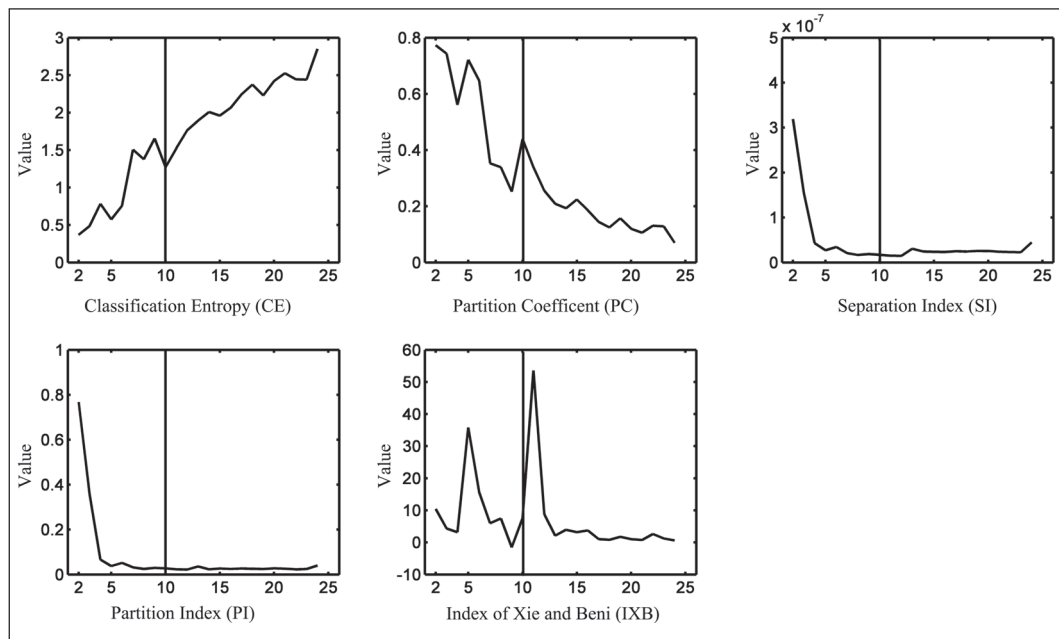 3
2.5
2
1.5
1
0.5
0
Value
2 5 10 15 20 25
Classification Entropy (CE)
0.8
0.6
0.4
0.2
0
Value
2 5 10 15 20 25
Partition Coefficent (PC)
x 10-7
5
4
3
2
1
0
Value
2 5 10 15 20 25
Separation Index (SI)
1
0.8
0.6
0.4
0.2
0
Value
2 5 10 15 20 25
Partition Index (PI)
60
50
40
30
20
10
0
-10
Value
2 5 10 15 20 25
Index of Xie and Beni (IXB)